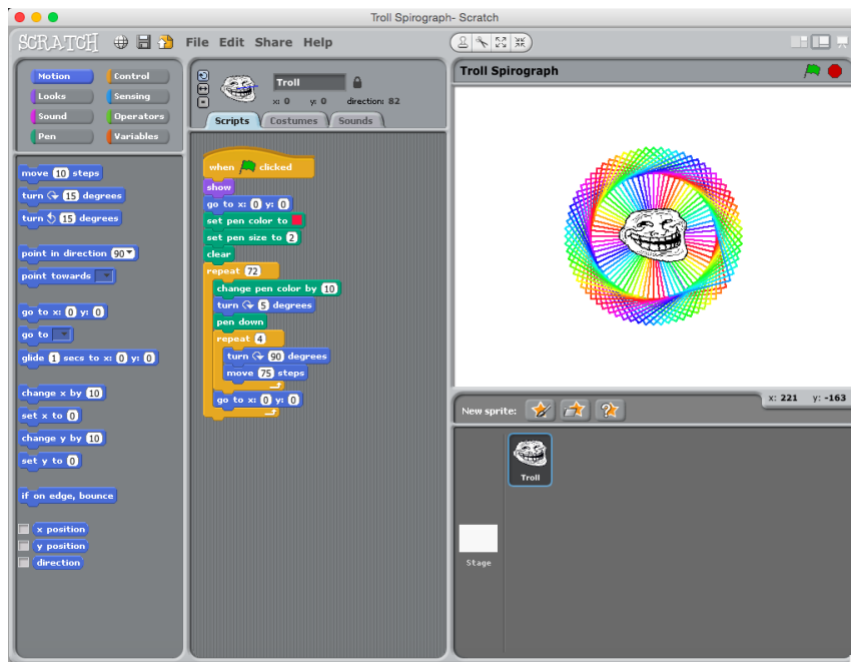 Troll Spirograph- Scratch
SCRATCH File Edit Share Help
Motion Control
Looks Sensing
Sound Operators
Pen Variables
move 10 steps
turn 15 degrees
turn 15 degrees
point in direction 90
point towards
go to x: 0 y: 0
go to
glide 1 secs to x: 0 y: 0
change x by 10
set x to 0
change y by 10
set y to 0
if on edge, bounce
x position
y position
direction
Troll
x: 0 y: 0 direction: 82
Scripts Costumes Sounds
when clicked
show
go to x: 0 y: 0
set pen color to
set pen size to 2
clear
repeat 72
change pen color by 10
turn 5 degrees
pen down
repeat 4
turn 90 degrees
move 75 steps
go to x: 0 y: 0
Troll Spirograph
x: 221 y: -163
New sprite:
Troll
Stage